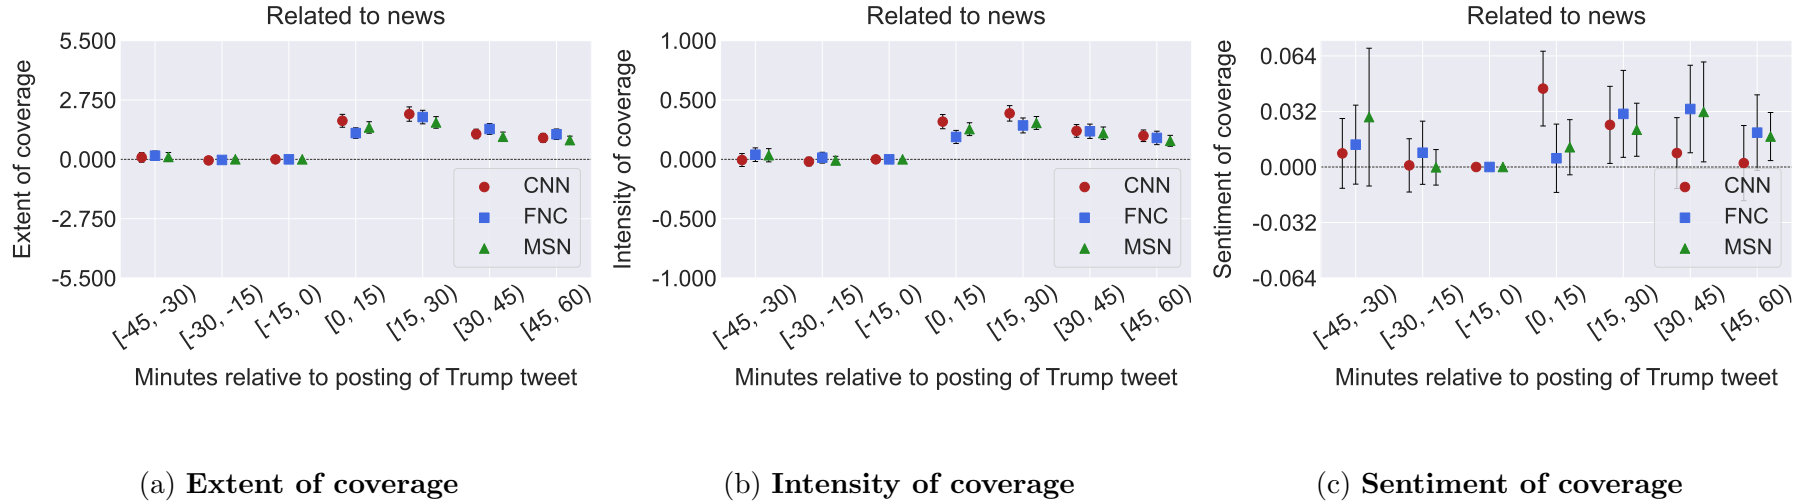 Related to news
5.500
2.750
0.000
-2.750
-5.500
Extent of coverage
CNN
FNC
MSN
[-45, -30)
[-30, -15)
[-15, 0)
[0, 15)
[15, 30)
[30, 45)
[45, 60)
Minutes relative to posting of Trump tweet
(a) Extent of coverage
Related to news
1.000
0.500
0.000
-0.500
-1.000
Intensity of coverage
CNN
FNC
MSN
[-45, -30)
[-30, -15)
[-15, 0)
[0, 15)
[15, 30)
[30, 45)
[45, 60)
Minutes relative to posting of Trump tweet
(b) Intensity of coverage
Related to news
0.064
0.032
0.000
-0.032
-0.064
Sentiment of coverage
CNN
FNC
MSN
[-45, -30)
[-30, -15)
[-15, 0)
[0, 15)
[15, 30)
[30, 45)
[45, 60)
Minutes relative to posting of Trump tweet
(c) Sentiment of coverage